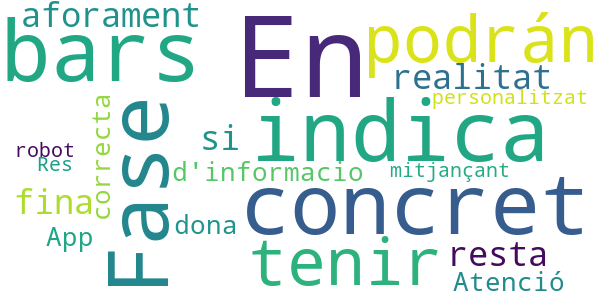 aforament
bars
En
podrán
realitat
personalitzat
Fase
correcta
si
indica
robot
Res
d'informacio
mitjançant
fina
concret
App
dona
tenir
resta
Atenció